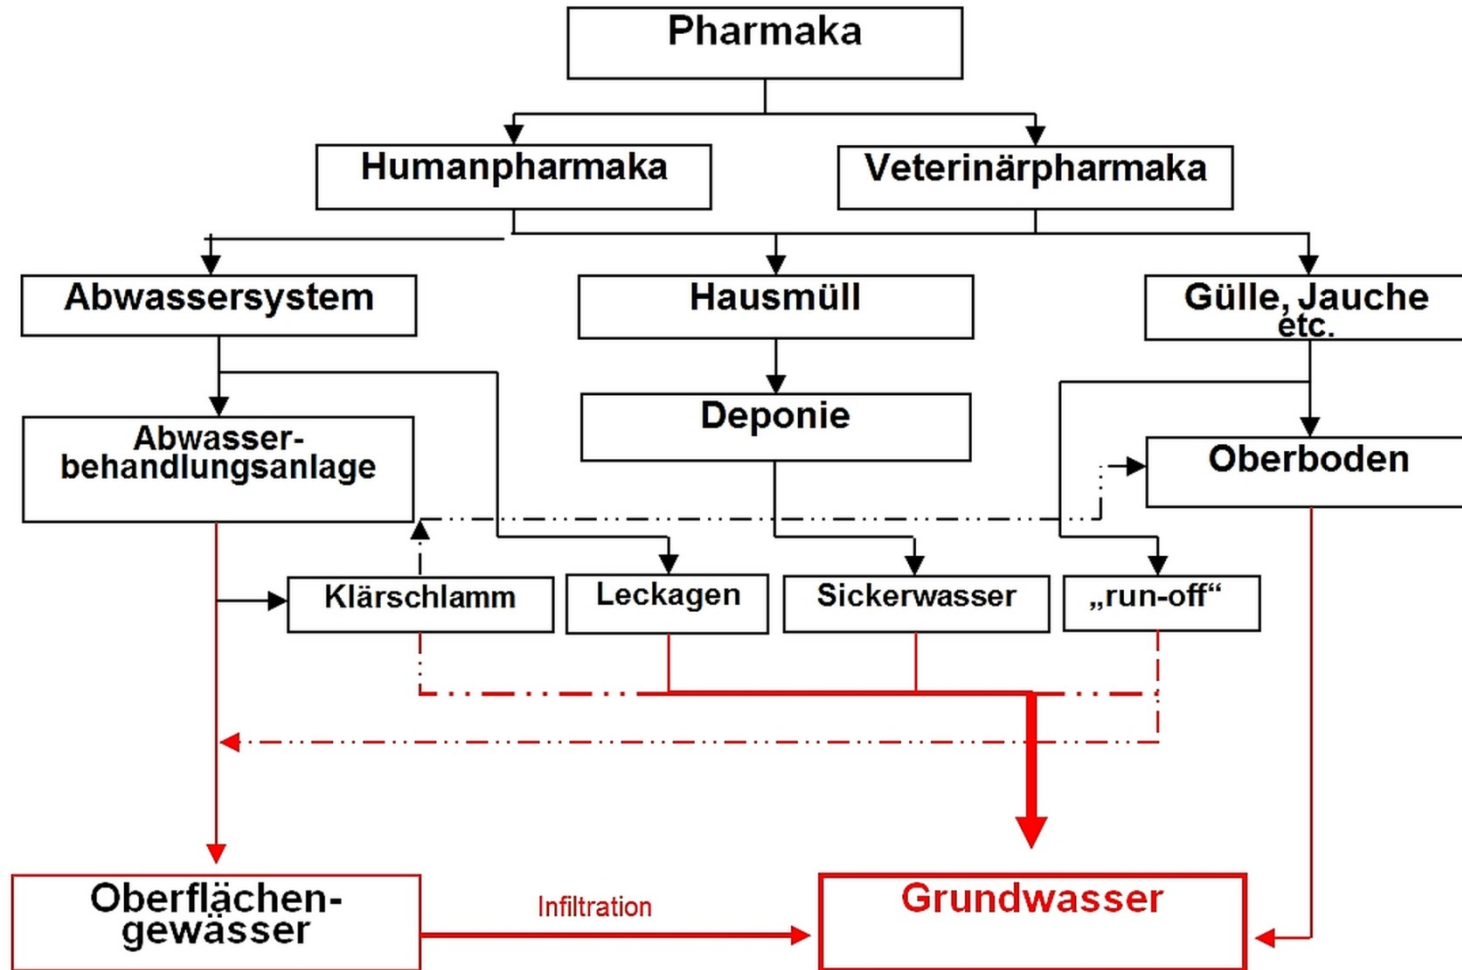 Pharmaka
Humanpharmaka
Veterinärpharmaka
Abwassersystem
Hausmüll
Gülle, Jauche
etc.
Abwasser-
behandlungsanlage
Deponie
Oberboden
Klärschlamm
Leckagen
Sickerwasser
„run-off“
Oberflächen-
gewässer
Infiltration
Grundwasser